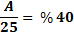 A/25 = %40